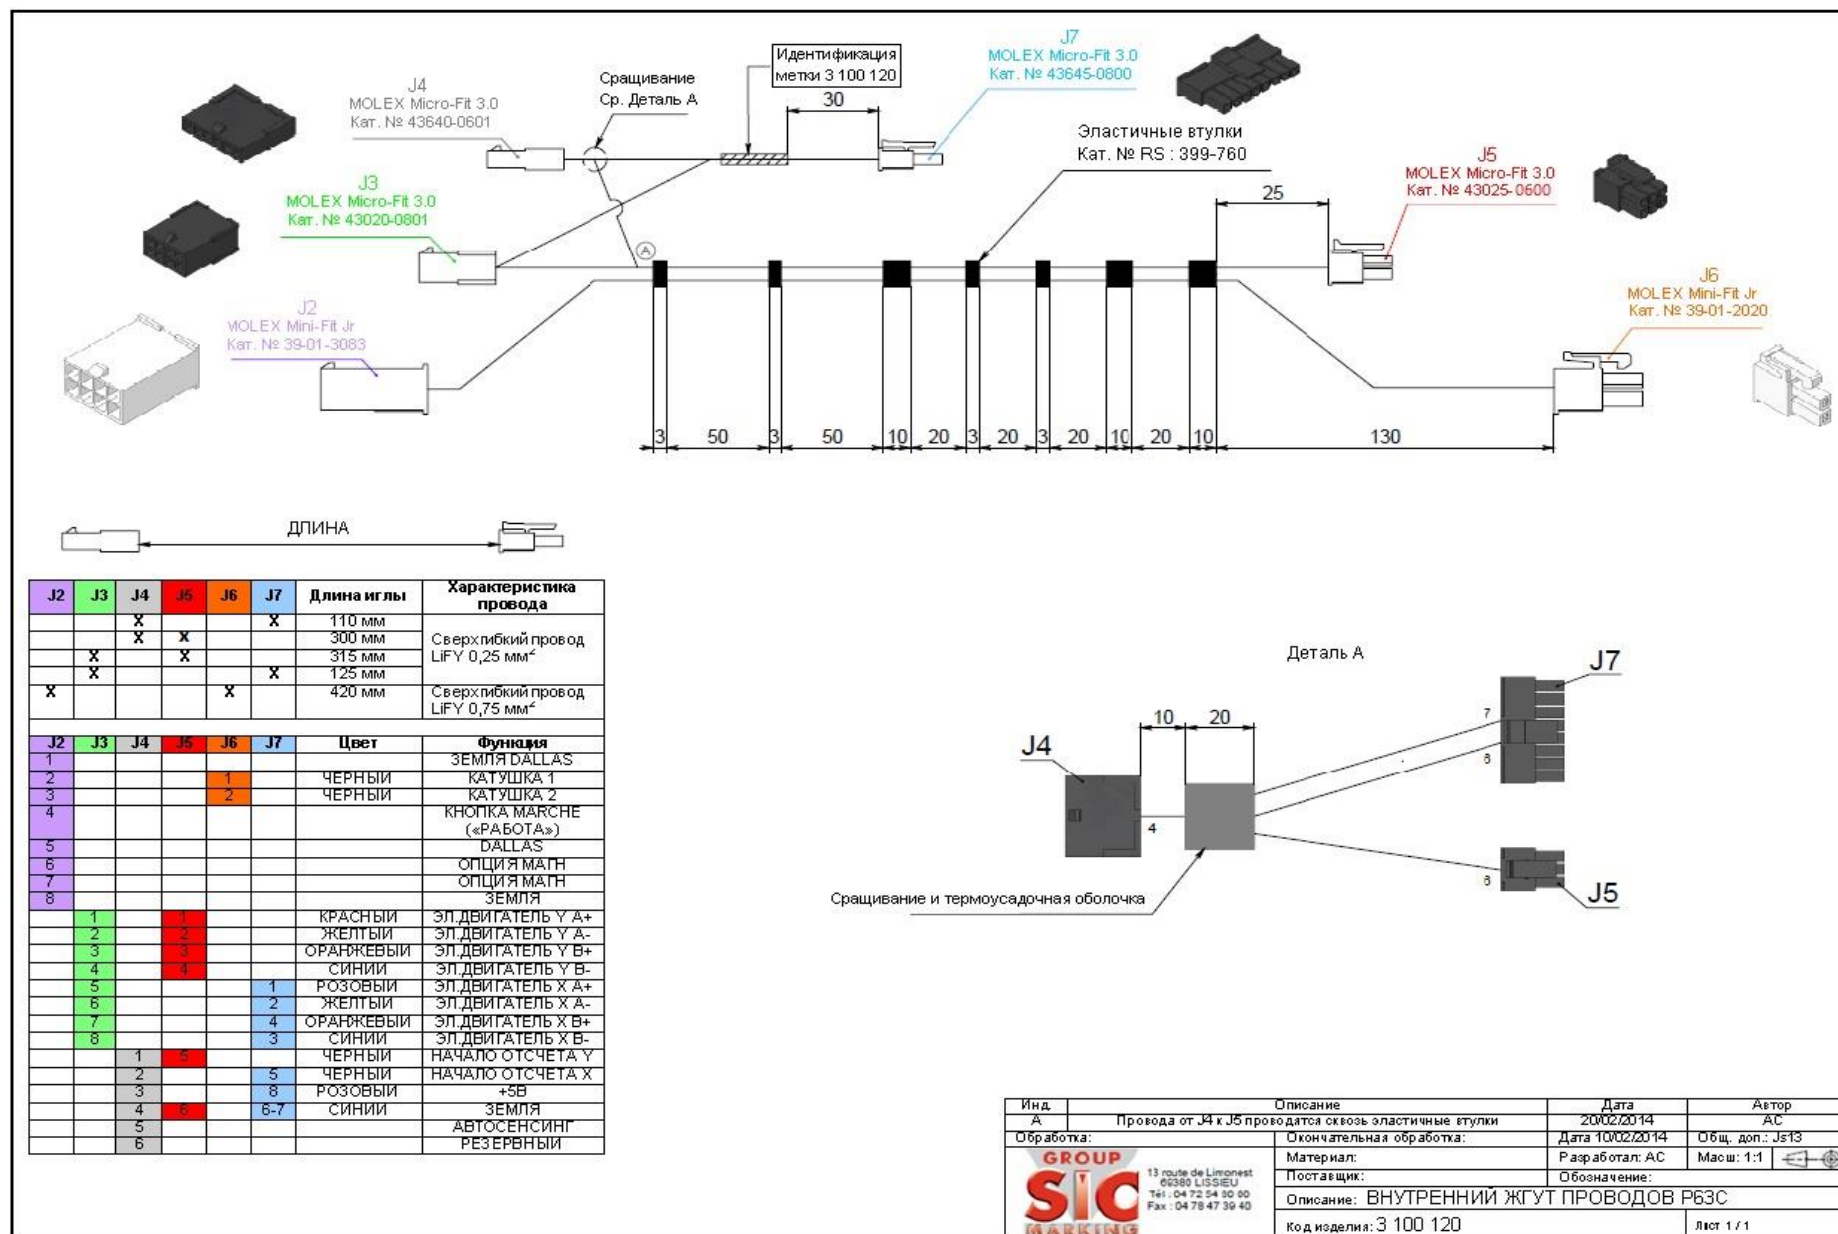 J4
MOLEX Micro-Fit 3.0
Кат. № 43640-0601
Сращивание
Ср. Деталь А
Идентификация
метки 3 100 120
30
J7
MOLEX Micro-Fit 3.0
Кат. № 43645-0800
Эластичные втулки
Кат. № RS : 399-760
J5
MOLEX Micro-Fit 3.0
Кат. № 43025-0600
25
J3
MOLEX Micro-Fit 3.0
Кат. № 43020-0801
A
J6
MOLEX Mini-Fit Jr
Кат. № 39-01-2020
J2
MOLEX Mini-Fit Jr
Кат. № 39-01-3083
3 50 3 50 10 20 3 20 3 20 10 20 10 130
ДЛИНА
J2 J3 J4 J5 J6 J7 Длина иглы Характеристика провода
X X 110 мм
X X 300 мм Сверхгибкий провод
X X 315 мм LiFY 0,25 мм²
X X 125 мм
X X 420 мм Сверхгибкий провод
LiFY 0,75 мм²
J2 J3 J4 J5 J6 J7 Цвет Функция
1 ЗЕМЛЯ DALLAS
2 1 ЧЕРНЫЙ КАТУШКА 1
3 2 ЧЕРНЫЙ КАТУШКА 2
4 КНОПКА MARCHE
(«РАБОТА»)
5 DALLAS
6 ОПЦИЯ МАГН
7 ОПЦИЯ МАГН
8 ЗЕМЛЯ
1 1 КРАСНЫЙ ЭЛ.ДВИГАТЕЛЬ Y A+
2 2 ЖЕЛТЫЙ ЭЛ.ДВИГАТЕЛЬ Y A-
3 3 ОРАНЖЕВЫЙ ЭЛ.ДВИГАТЕЛЬ Y B+
4 4 СИНИЙ ЭЛ.ДВИГАТЕЛЬ Y B-
5 1 РОЗОВЫЙ ЭЛ.ДВИГАТЕЛЬ X A+
6 2 ЖЕЛТЫЙ ЭЛ.ДВИГАТЕЛЬ X A-
7 4 ОРАНЖЕВЫЙ ЭЛ.ДВИГАТЕЛЬ X B+
8 3 СИНИЙ ЭЛ.ДВИГАТЕЛЬ X B-
1 5 ЧЕРНЫЙ НАЧАЛО ОТСЧЕТА Y
2 5 ЧЕРНЫЙ НАЧАЛО ОТСЧЕТА X
3 8 РОЗОВЫЙ +5В
4 6 6-7 СИНИЙ ЗЕМЛЯ
5 АВТОСЕНСИНГ
6 РЕЗЕРВНЫЙ
Деталь А
J7
10 20
7
J4
6
4
6
J5
Сращивание и термоусадочная оболочка
Инд. Описание Дата Автор
А Провода от J4 к J5 проводятся сквозь эластичные втулки 20/02/2014 АС
Обработка: Окончательная обработка: Дата 10/02/2014 Общ. доп.: Js13
Материал: Разработал: АС Масш: 1:1
Поставщик: Обозначение:
GROUP
SIC
MARKING
13 route de Limonest
69380 LISSIEU
Tél : 04 72 54 80 00
Fax : 04 78 47 39 40
Описание: ВНУТРЕННИЙ ЖГУТ ПРОВОДОВ P63C
Код изделия: 3 100 120 Лист 1 / 1